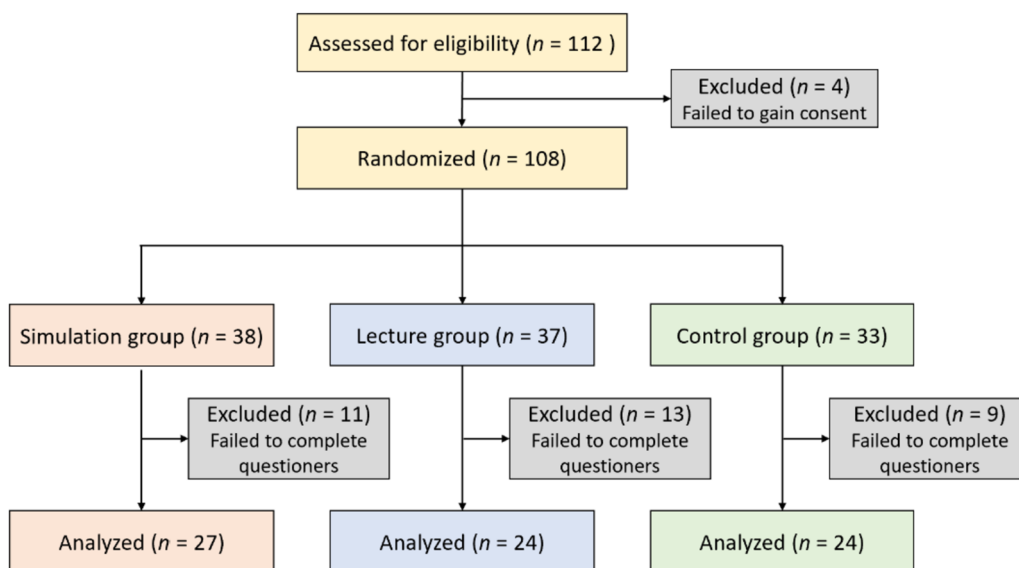 Assessed for eligibility (n = 112 )
Excluded (n = 4)
Failed to gain consent
Randomized (n = 108)
Simulation group (n = 38)
Lecture group (n = 37)
Control group (n = 33)
Excluded (n = 11)
Failed to complete
questioners
Excluded (n = 13)
Failed to complete
questioners
Excluded (n = 9)
Failed to complete
questioners
Analyzed (n = 27)
Analyzed (n = 24)
Analyzed (n = 24)